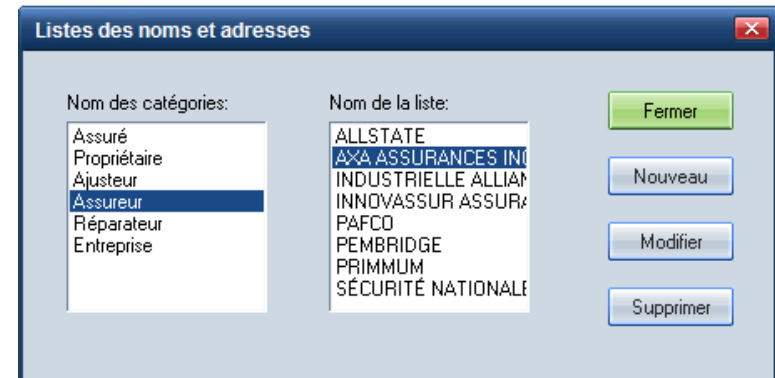 Listes des noms et adresses
Nom des catégories:
Assuré
Propriétaire
Ajusteur
Assureur
Réparateur
Entreprise
Nom de la liste:
ALLSTATE
AXA ASSURANCES INC
INDUSTRIELLE ALLIAN
INNOVASSUR ASSURA
PAFCO
PEMBRIDGE
PRIMMUM
SÉCURITÉ NATIONALE
Fermer
Nouveau
Modifier
Supprimer